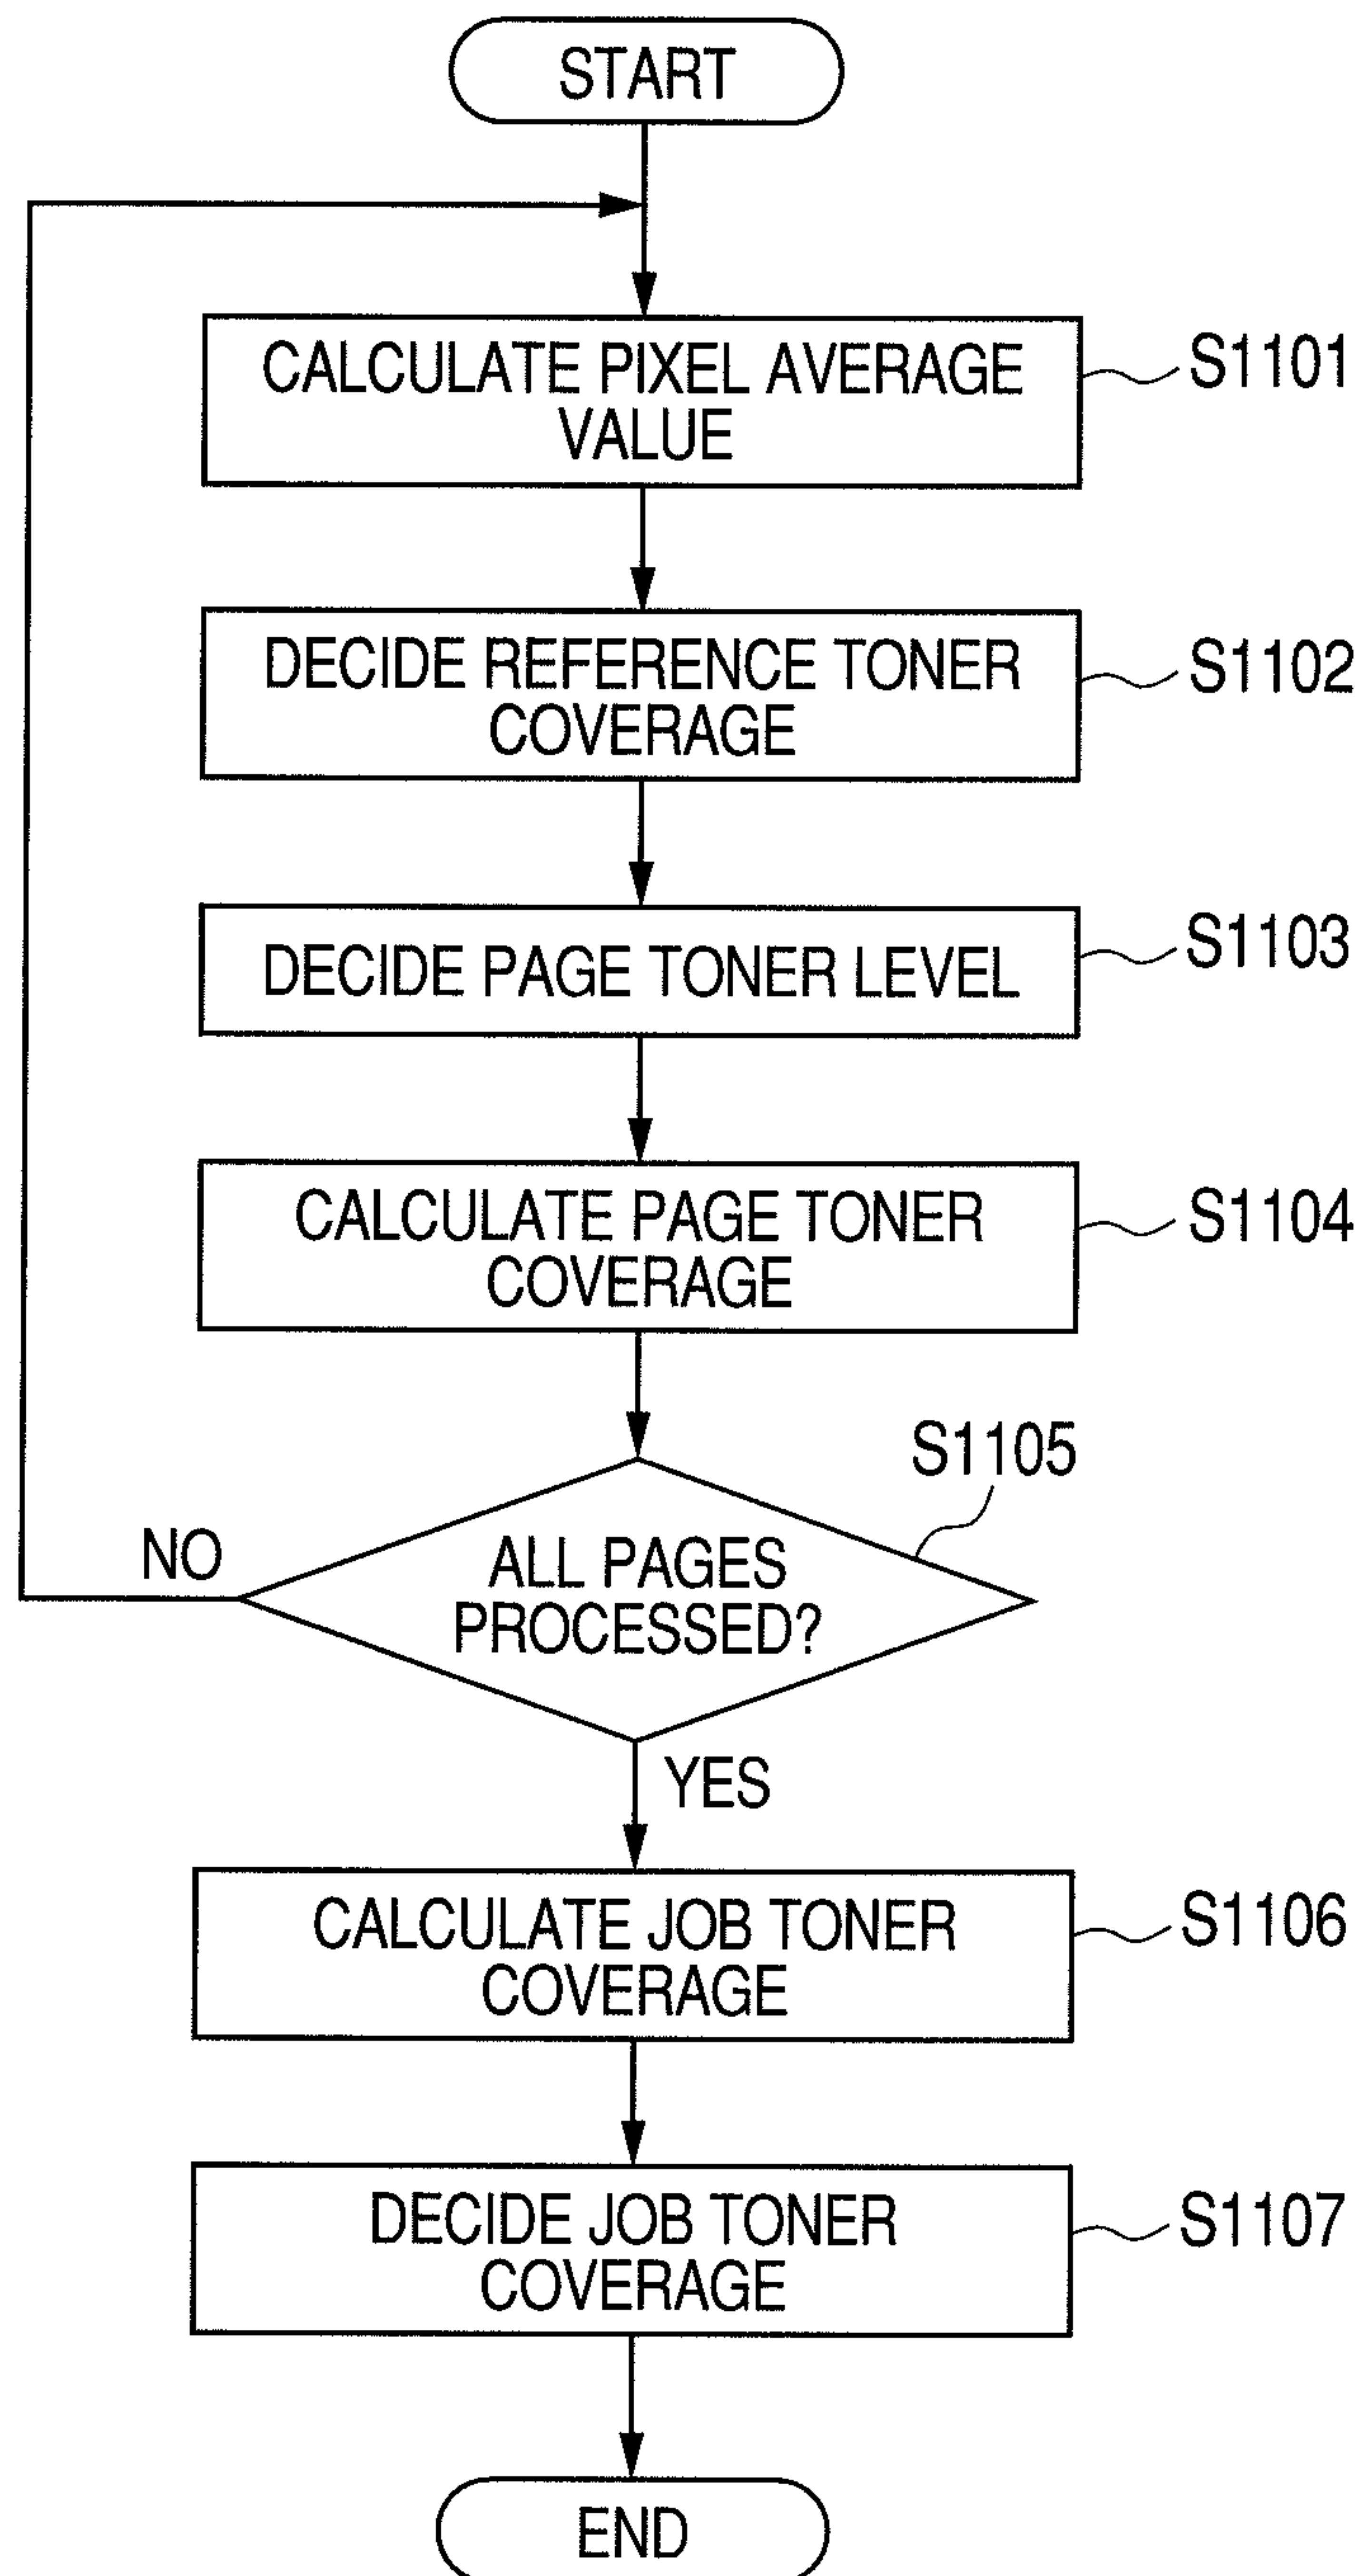 START
CALCULATE PIXEL AVERAGE
VALUE
S1101
DECIDE REFERENCE TONER
COVERAGE
S1102
DECIDE PAGE TONER LEVEL
S1103
CALCULATE PAGE TONER
COVERAGE
S1104
S1105
ALL PAGES
PROCESSED?
NO
YES
CALCULATE JOB TONER
COVERAGE
S1106
DECIDE JOB TONER
COVERAGE
S1107
END